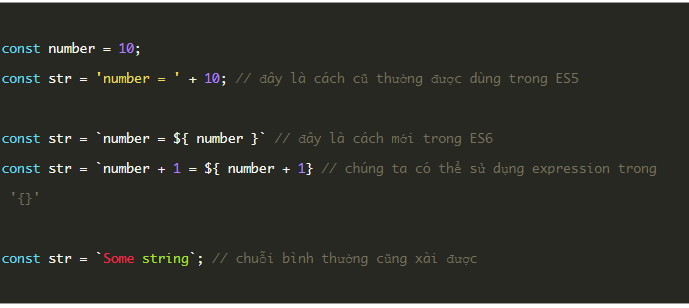 const number = 10;
const str = 'number = ' + 10; // đây là cách cũ thường được dùng trong ES5
const str = `number = ${ number }` // đây là cách mới trong ES6
const str = `number + 1 = ${ number + 1} // chúng ta có thể sử dụng expression trong
'{}'
const str = `Some string`; // chuỗi bình thường cũng xài được